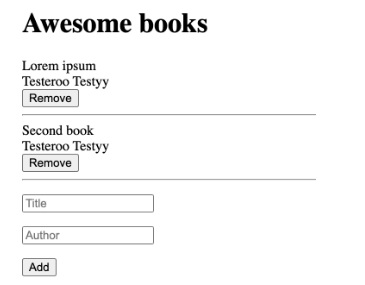 Awesome books
Lorem ipsum
Testeroo Testyy
Remove
Second book
Testeroo Testyy
Remove
Title
Author
Add